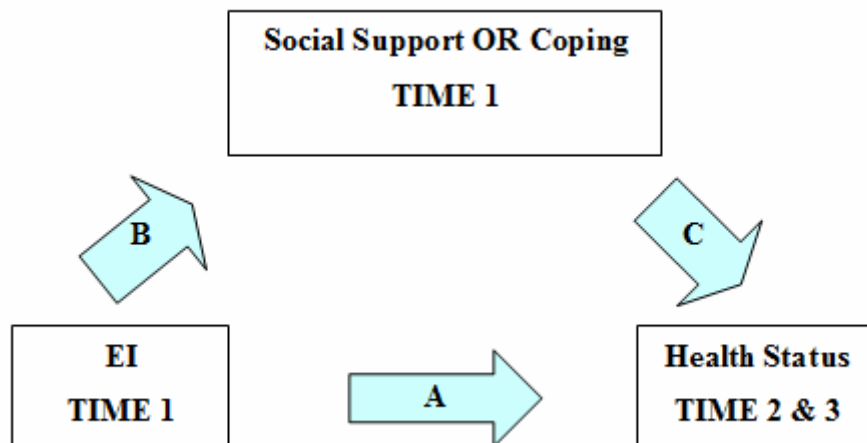 Social Support OR Coping
TIME 1
B
C
EI
TIME 1
A
Health Status
TIME 2 & 3